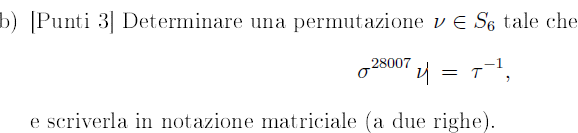 b) [Punti 3] Determinare una permutazione ν ∈ S₆ tale che
σ²⁸⁰⁰⁷ ν = τ⁻¹,
e scriverla in notazione matriciale (a due righe).